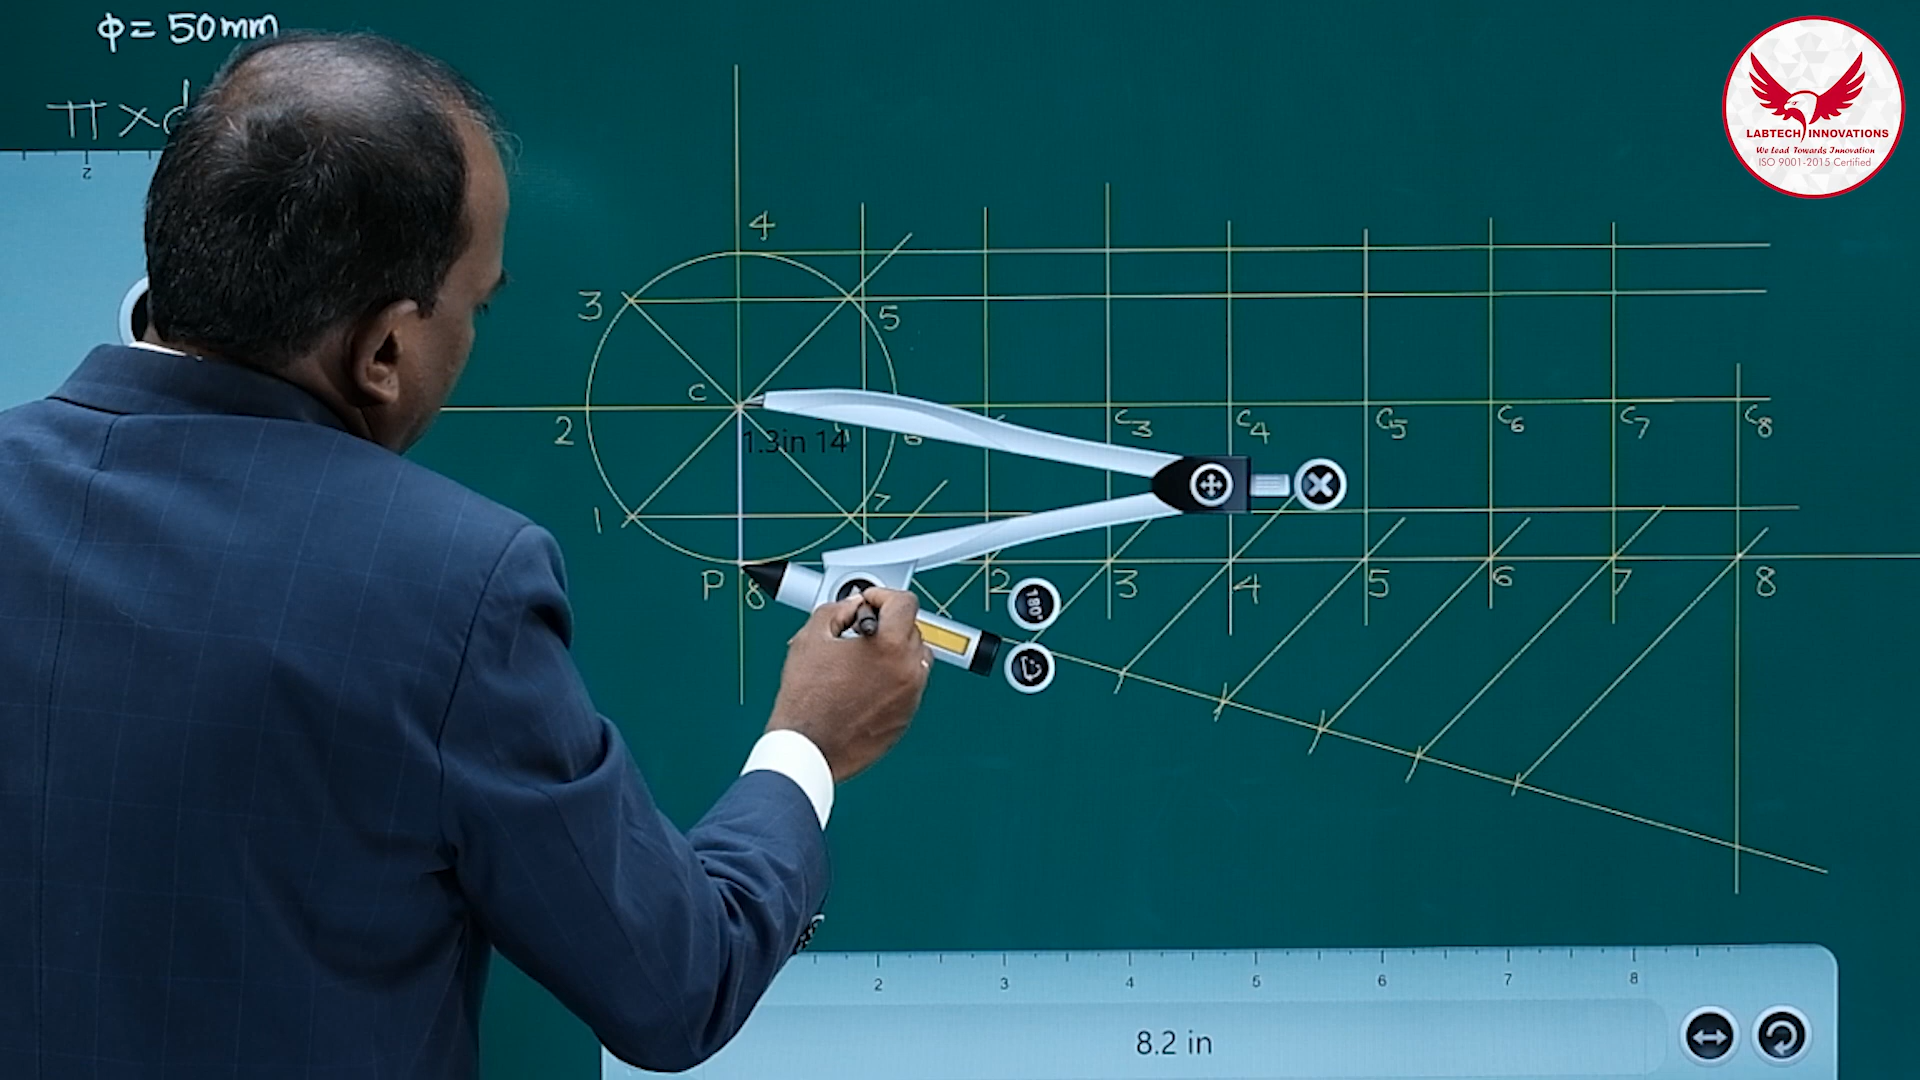 φ = 50mm
π × d
LABTECH INNOVATIONS
We Lead Towards Innovation
ISO 9001-2015 Certified
2
4
3
5
C
2
1.3in 14
6
C3
C4
C5
C6
C7
C8
1
7
P
8
2
3
4
5
6
7
8
180°
2 3 4 5 6 7 8
8.2 in